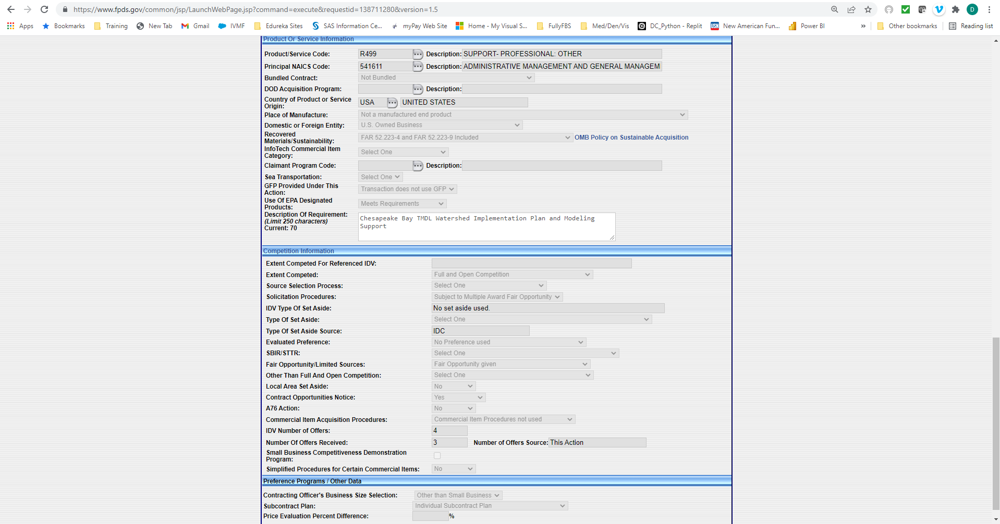 https://www.fpds.gov/common/jsp/LaunchWebPage.jsp?command=execute&requestid=138711280&version=1.5
D
Apps Bookmarks Training New Tab Gmail IVMF Edureka Sites SAS Information Ce... myPay Web Site Home - My Visual S... FullyFBS Med/Den/Vis DC_Python - Replit New American Fun... Power BI » Other bookmarks Reading list
Product Or Service Information
Product/Service Code: R499 Description: SUPPORT- PROFESSIONAL: OTHER
Principal NAICS Code: 541611 Description: ADMINISTRATIVE MANAGEMENT AND GENERAL MANAGEM
Bundled Contract: Not Bundled
DOD Acquisition Program: Description:
Country of Product or Service
Origin: USA UNITED STATES
Place of Manufacture: Not a manufactured end product
Domestic or Foreign Entity: U.S. Owned Business
Recovered
Materials/Sustainability: FAR 52.223-4 and FAR 52.223-9 Included OMB Policy on Sustainable Acquisition
InfoTech Commercial Item
Category: Select One
Claimant Program Code: Description:
Sea Transportation: Select One
GFP Provided Under This
Action: Transaction does not use GFP
Use Of EPA Designated
Products: Meets Requirements
Description Of Requirement: Chesapeake Bay TMDL Watershed Implementation Plan and Modeling
(Limit 250 characters) Support
Current: 70
Competition Information
Extent Competed For Referenced IDV:
Extent Competed: Full and Open Competition
Source Selection Process: Select One
Solicitation Procedures: Subject to Multiple Award Fair Opportunity
IDV Type Of Set Aside: No set aside used.
Type Of Set Aside: Select One
Type Of Set Aside Source: IDC
Evaluated Preference: No Preference used
SBIR/STTR: Select One
Fair Opportunity/Limited Sources: Fair Opportunity given
Other Than Full And Open Competition: Select One
Local Area Set Aside: No
Contract Opportunities Notice: Yes
A76 Action: No
Commercial Item Acquisition Procedures: Commercial Item Procedures not used
IDV Number of Offers: 4
Number Of Offers Received: 3 Number of Offers Source: This Action
Small Business Competitiveness Demonstration
Program:
Simplified Procedures for Certain Commercial Items: No
Preference Programs / Other Data
Contracting Officer's Business Size Selection: Other than Small Business
Subcontract Plan: Individual Subcontract Plan
Price Evaluation Percent Difference: %